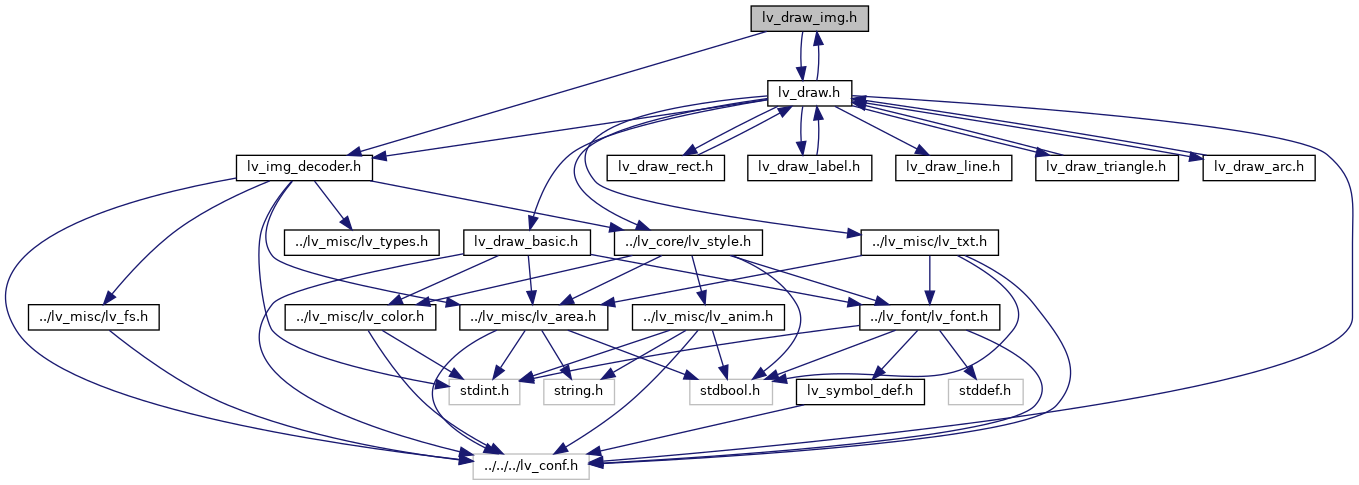 lv_draw_img.h
lv_draw.h
lv_img_decoder.h
lv_draw_rect.h
lv_draw_label.h
lv_draw_line.h
lv_draw_triangle.h
lv_draw_arc.h
../lv_misc/lv_types.h
lv_draw_basic.h
../lv_core/lv_style.h
../lv_misc/lv_txt.h
../lv_misc/lv_fs.h
../lv_misc/lv_color.h
../lv_misc/lv_area.h
../lv_misc/lv_anim.h
../lv_font/lv_font.h
stdint.h
string.h
stdbool.h
lv_symbol_def.h
stddef.h
../../../lv_conf.h